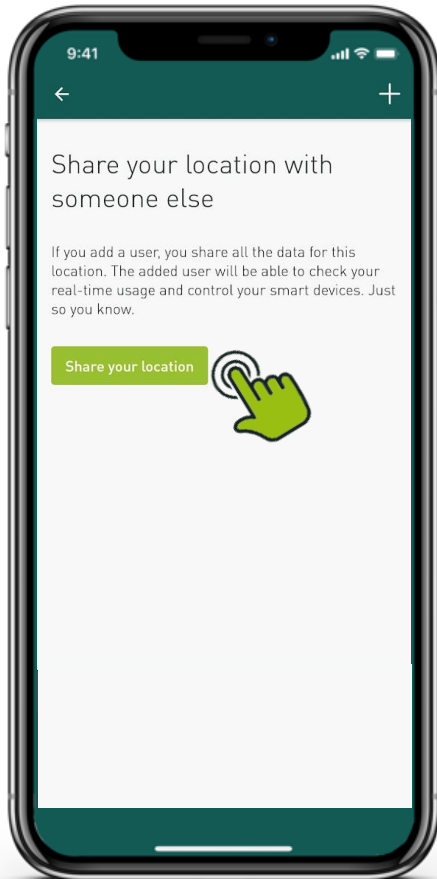 9:41
Share your location with
someone else
If you add a user, you share all the data for this
location. The added user will be able to check your
real-time usage and control your smart devices. Just
so you know.
Share your location